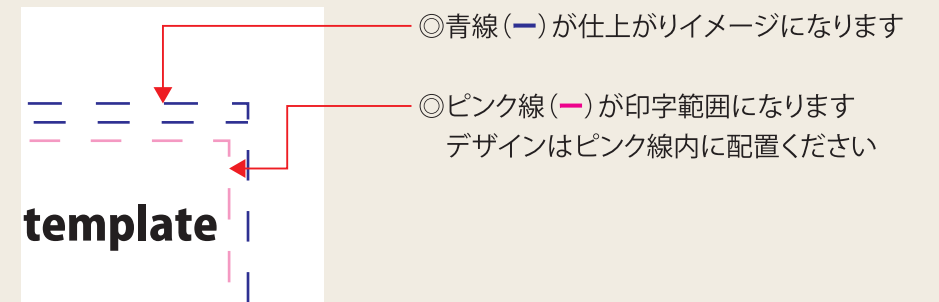 ◎青線（ー）が仕上がりイメージになります
◎ピンク線（ー）が印字範囲になります
デザインはピンク線内に配置ください
template